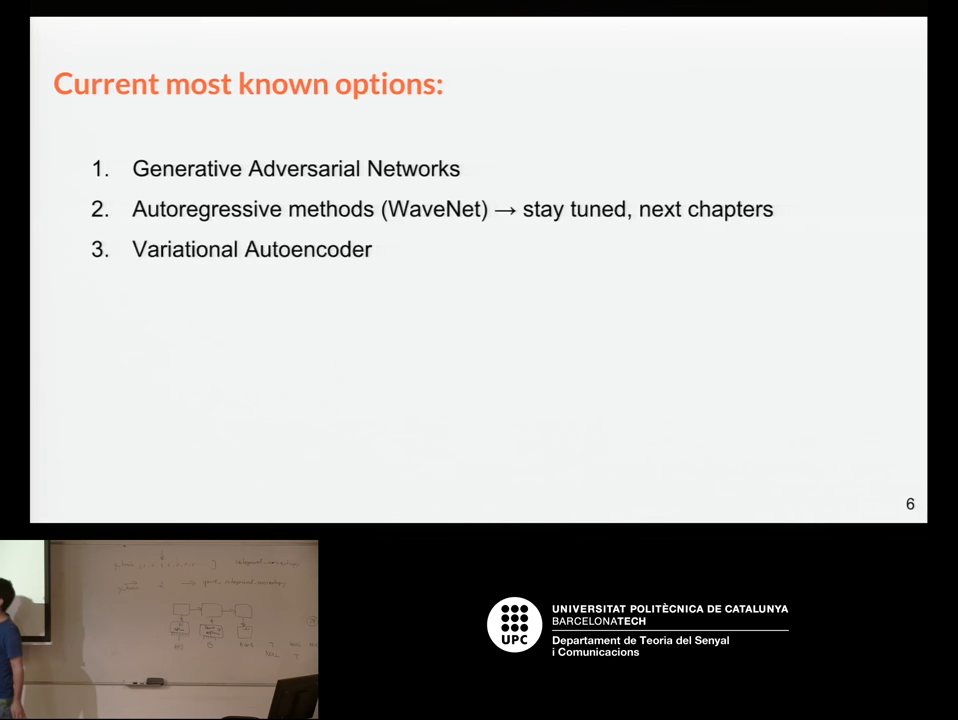 Current most known options:
1. Generative Adversarial Networks
2. Autoregressive methods (WaveNet) → stay tuned, next chapters
3. Variational Autoencoder
6
UPC
UNIVERSITAT POLITÈCNICA DE CATALUNYA
BARCELONATECH
Departament de Teoria del Senyal
i Comunicacions